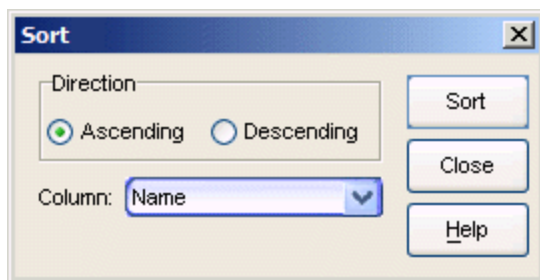 Sort
Direction
Ascending Descending
Column: Name
Sort
Close
Help